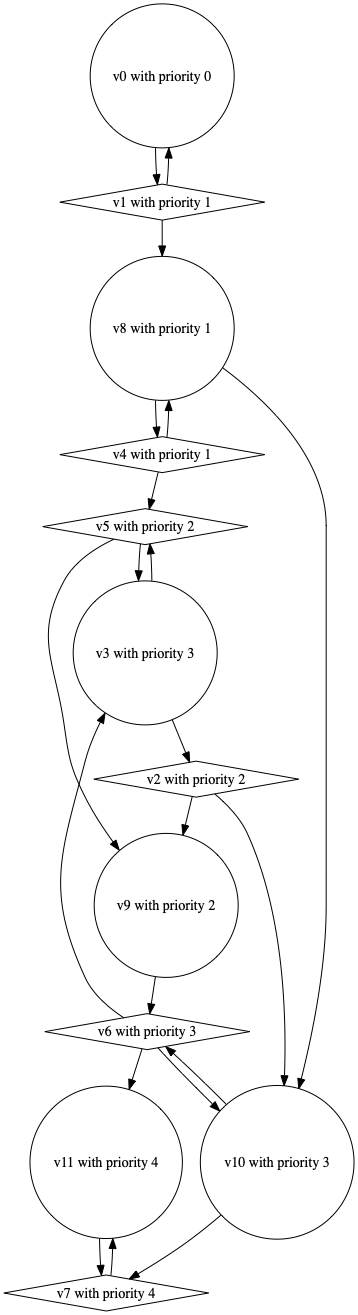 v0 with priority 0
v1 with priority 1
v8 with priority 1
v4 with priority 1
v5 with priority 2
v3 with priority 3
v2 with priority 2
v9 with priority 2
v6 with priority 3
v11 with priority 4
v10 with priority 3
v7 with priority 4